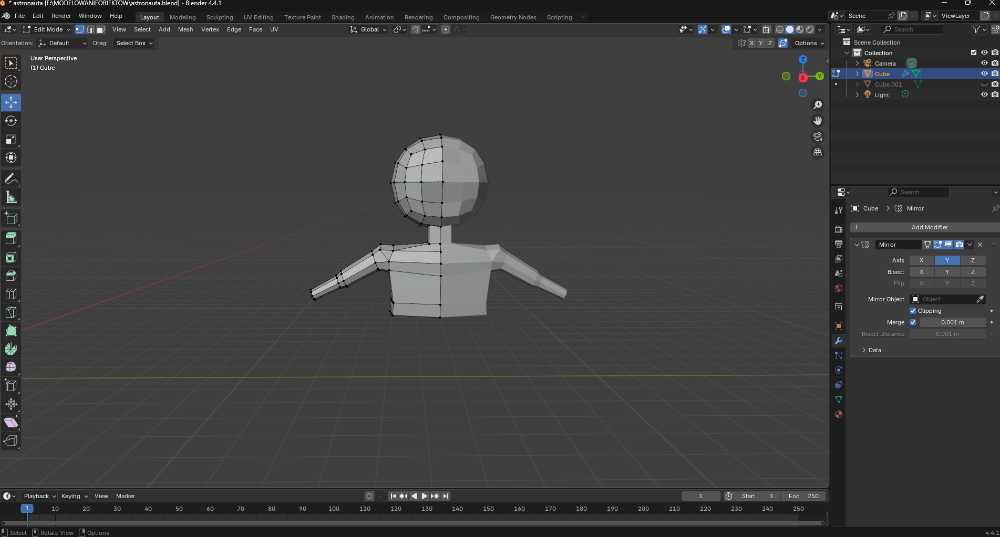 * astronauta [E:\MODELOWANIEOBIEKTOW\astronauta.blend] - Blender 4.4.1
File Edit Render Window Help Layout Modeling Sculpting UV Editing Texture Paint Shading Animation Rendering Compositing Geometry Nodes Scripting + Scene ViewLayer
Edit Mode View Select Add Mesh Vertex Edge Face UV Global Search
Orientation: Default Drag: Select Box X Y Z Options
User Perspective
(1) Cube
Z
Y
X
Scene Collection
Collection
Camera
Cube
Cube.001
Light
Search
Cube > Mirror
+ Add Modifier
Mirror
Axis X Y Z
Bisect X Y Z
Flip X Y Z
Mirror Object Object
Clipping
Merge 0.001 m
Bisect Distance 0.001 m
Data
Playback Keying View Marker 1 Start 1 End 250
1 10 20 30 40 50 60 70 80 90 100 110 120 130 140 150 160 170 180 190 200 210 220 230 240 250
Select Rotate View Options 4.4.1